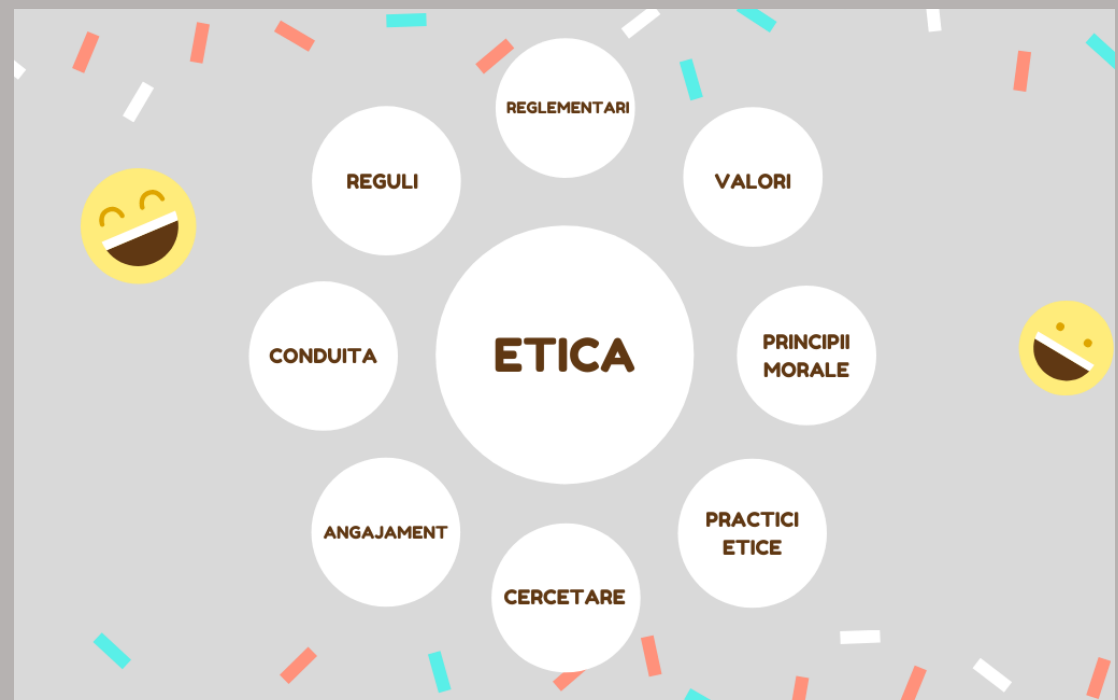 REGLEMENTARI
REGULI
VALORI
ETICA
CONDUITA
PRINCIPII
MORALE
ANGAJAMENT
PRACTICI
ETICE
CERCETARE